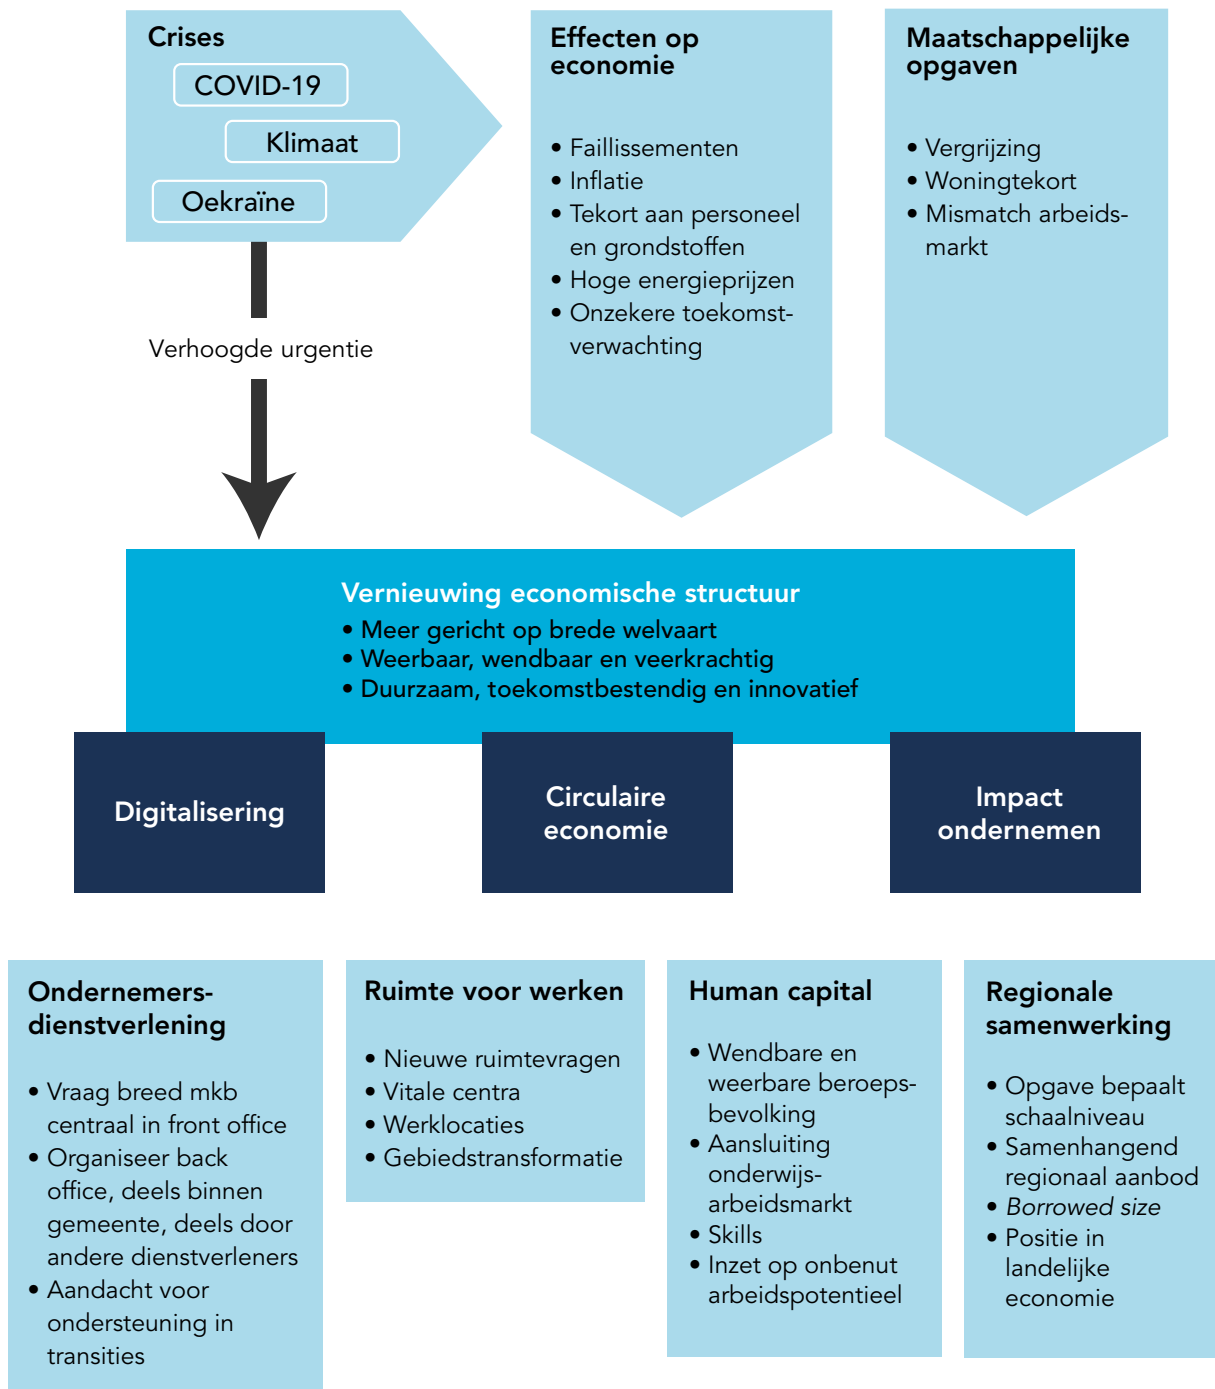 Crises
COVID-19
Klimaat
Oekraïne
Verhoogde urgentie
Effecten op
economie
• Faillissementen
• Inflatie
• Tekort aan personeel
en grondstoffen
• Hoge energieprijzen
• Onzekere toekomst-
verwachting
Maatschappelijke
opgaven
• Vergrijzing
• Woningtekort
• Mismatch arbeids-
markt
Vernieuwing economische structuur
• Meer gericht op brede welvaart
• Weerbaar, wendbaar en veerkrachtig
• Duurzaam, toekomstbestendig en innovatief
Digitalisering
Circulaire
economie
Impact
ondernemen
Ondernemers-
dienstverlening
• Vraag breed mkb
centraal in front office
• Organiseer back
office, deels binnen
gemeente, deels door
andere dienstverleners
• Aandacht voor
ondersteuning in
transities
Ruimte voor werken
• Nieuwe ruimtevragen
• Vitale centra
• Werklocaties
• Gebiedstransformatie
Human capital
• Wendbare en
weerbare beroeps-
bevolking
• Aansluiting
onderwijs-
arbeidsmarkt
• Skills
• Inzet op onbenut
arbeidspotentieel
Regionale
samenwerking
• Opgave bepaalt
schaalniveau
• Samenhangend
regionaal aanbod
• Borrowed size
• Positie in
landelijke
economie